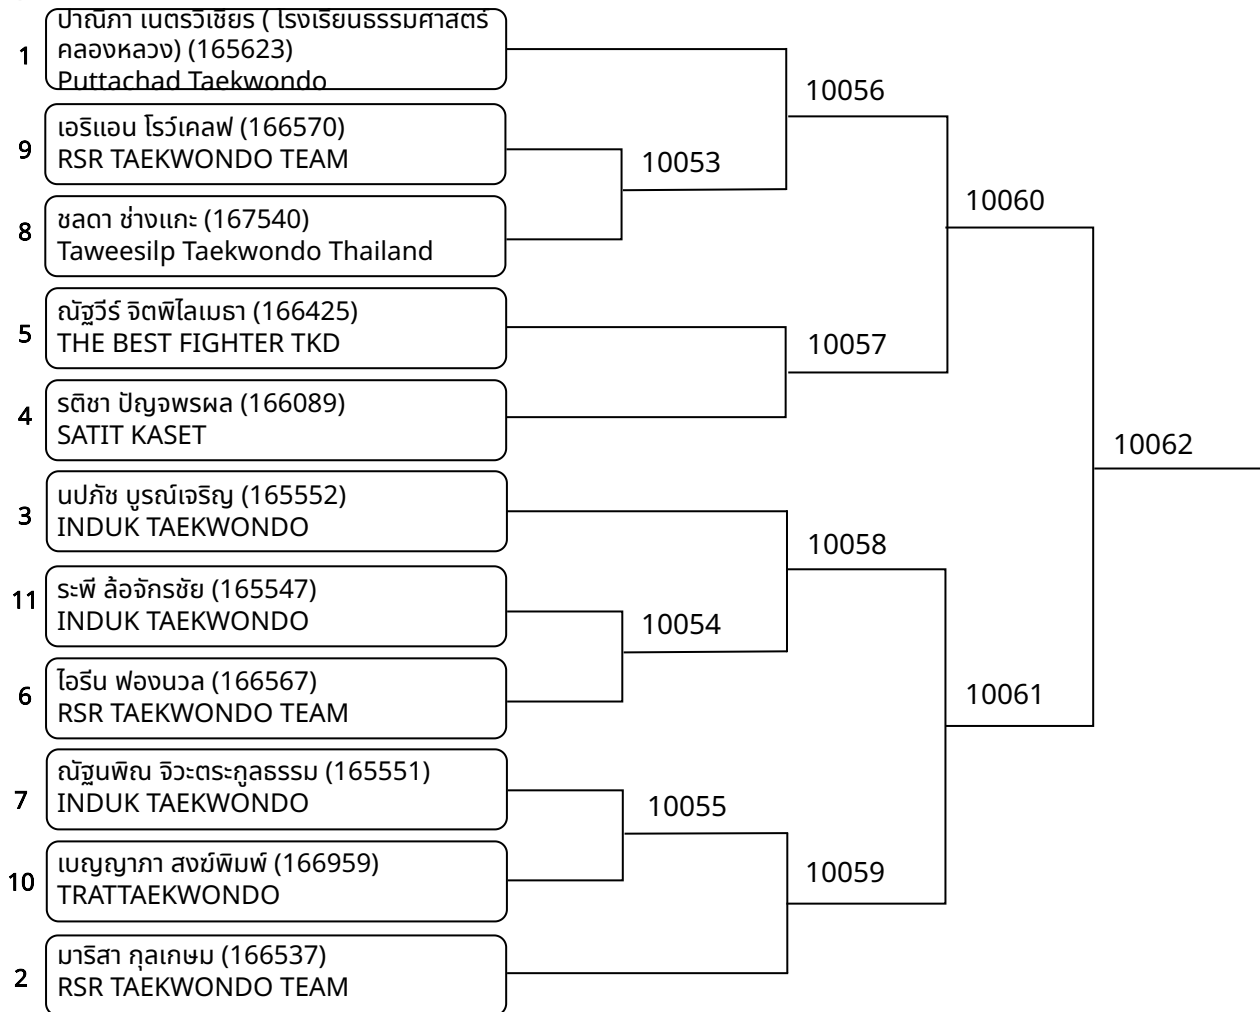 1
ปาณิภา เนตรวิเชียร ( โรงเรียนธรรมศาสตร์
คลองหลวง) (165623)
Puttachad Taekwondo
10056
9
เอริแอน โรว์เคลฟ (166570)
RSR TAEKWONDO TEAM
10053
8
ชลดา ช่างแกะ (167540)
Taweesilp Taekwondo Thailand
10060
5
ณัฐวีร์ จิตพิไลเมธา (166425)
THE BEST FIGHTER TKD
10057
4
รติชา ปัญจพรผล (166089)
SATIT KASET
10062
3
นปภัช บูรณ์เจริญ (165552)
INDUK TAEKWONDO
10058
11
ระพี ล้อจักรชัย (165547)
INDUK TAEKWONDO
10054
6
ไอรีน ฟองนวล (166567)
RSR TAEKWONDO TEAM
10061
7
ณัฐนพิณ จิวะตระกูลธรรม (165551)
INDUK TAEKWONDO
10055
10
เบญญาภา สงฆ์พิมพ์ (166959)
TRATTAEKWONDO
10059
2
มาริสา กุลเกษม (166537)
RSR TAEKWONDO TEAM